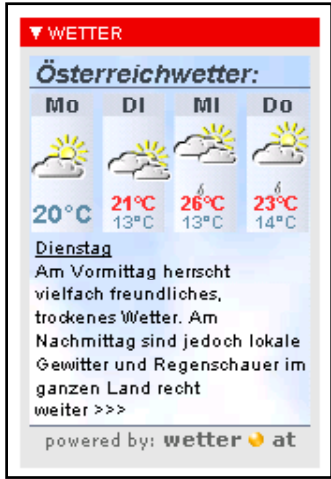 ▼ WETTER
Österreichwetter:
Mo DI MI Do
20°C 21°C 26°C 23°C
13°C 13°C 14°C
Dienstag
Am Vormittag herrscht
vielfach freundliches,
trockenes Wetter. Am
Nachmittag sind jedoch lokale
Gewitter und Regenschauer im
ganzen Land recht
weiter >>>
powered by: wetter at